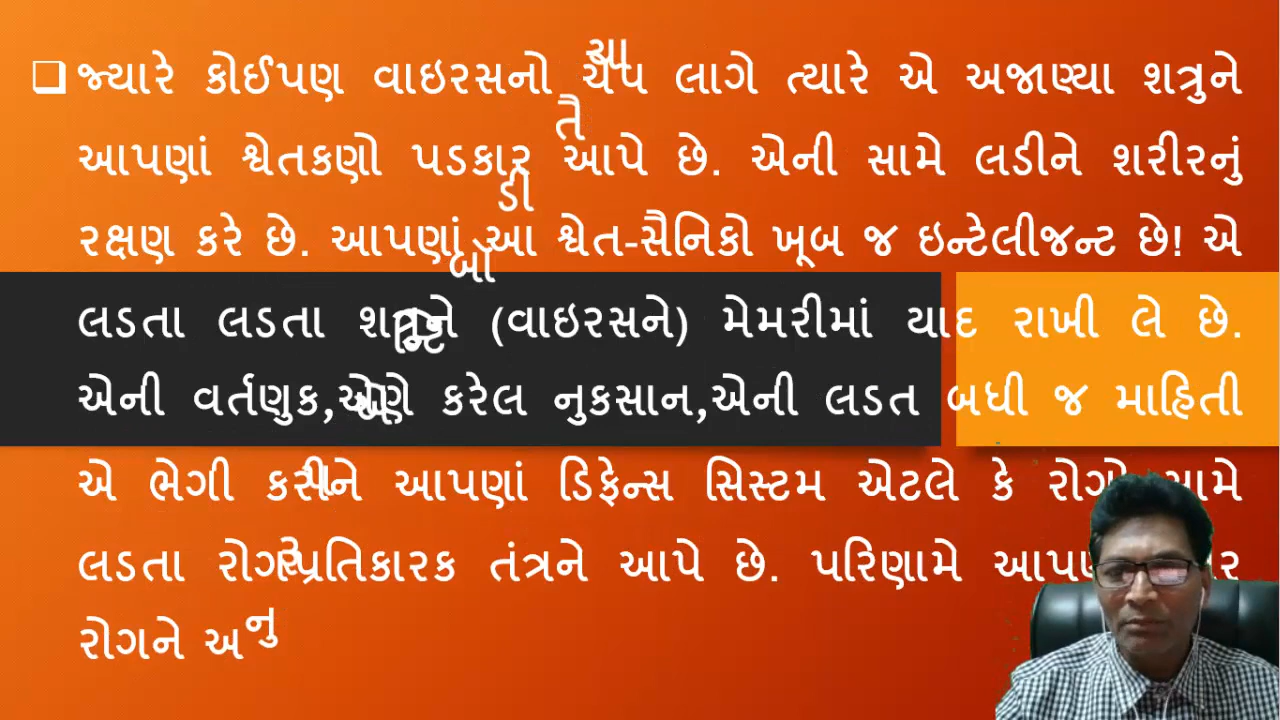 ❑ જ્યારે કોઈપણ વાઇરસનો ચેપ લાગે ત્યારે એ અજાણ્યા શત્રુને
આપણાં શ્વેતકણો પડકાર આપે છે. એની સામે લડીને શરીરનું
રક્ષણ કરે છે. આપણાં આ શ્વેત-સૈનિકો ખૂબ જ ઇન્ટેલીજન્ટ છે! એ
લડતા લડતા શત્રુને (વાઇરસને) મેમરીમાં યાદ રાખી લે છે.
એની વર્તણુક,એણે કરેલ નુકસાન,એની લડત બધી જ માહિતી
એ ભેગી કરીને આપણાં ડિફેન્સ સિસ્ટમ એટલે કે રોગો સામે
લડતા રોગપ્રતિકારક તંત્રને આપે છે. પરિણામે
રોગને અનુ